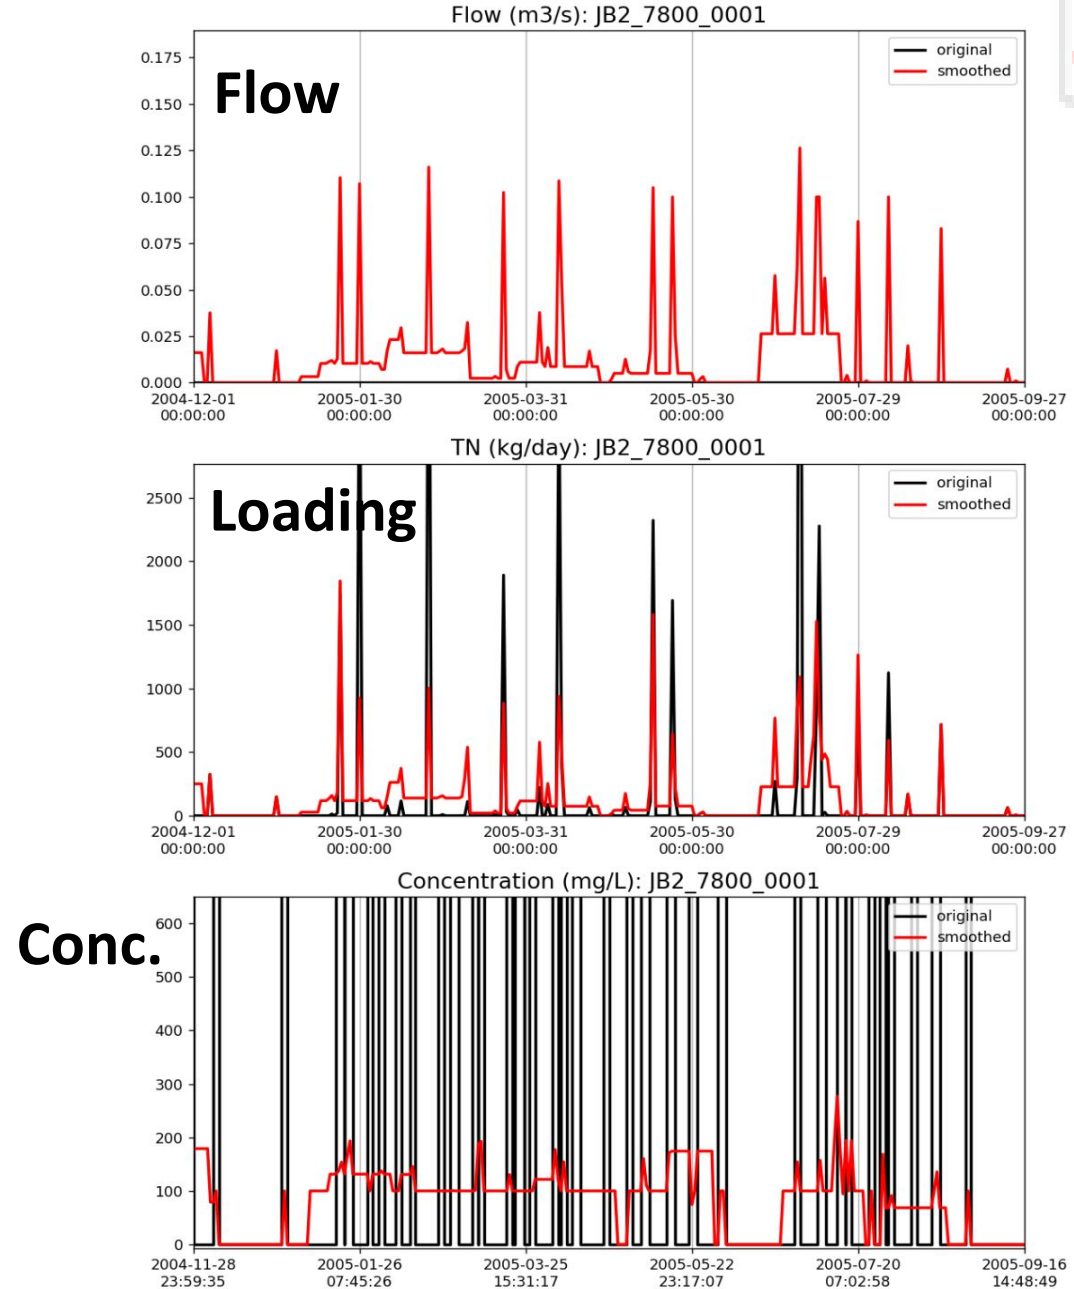 Flow (m3/s): JB2_7800_0001
original
smoothed
Flow
0.175
0.150
0.125
0.100
0.075
0.050
0.025
0.000
2004-12-01 2005-01-30 2005-03-31 2005-05-30 2005-07-29 2005-09-27
00:00:00 00:00:00 00:00:00 00:00:00 00:00:00 00:00:00
TN (kg/day): JB2_7800_0001
original
smoothed
Loading
2500
2000
1500
1000
500
0
2004-12-01 2005-01-30 2005-03-31 2005-05-30 2005-07-29 2005-09-27
00:00:00 00:00:00 00:00:00 00:00:00 00:00:00 00:00:00
Concentration (mg/L): JB2_7800_0001
original
smoothed
Conc.
600
500
400
300
200
100
0
2004-11-28 2005-01-26 2005-03-25 2005-05-22 2005-07-20 2005-09-16
23:59:35 07:45:26 15:31:17 23:17:07 07:02:58 14:48:49